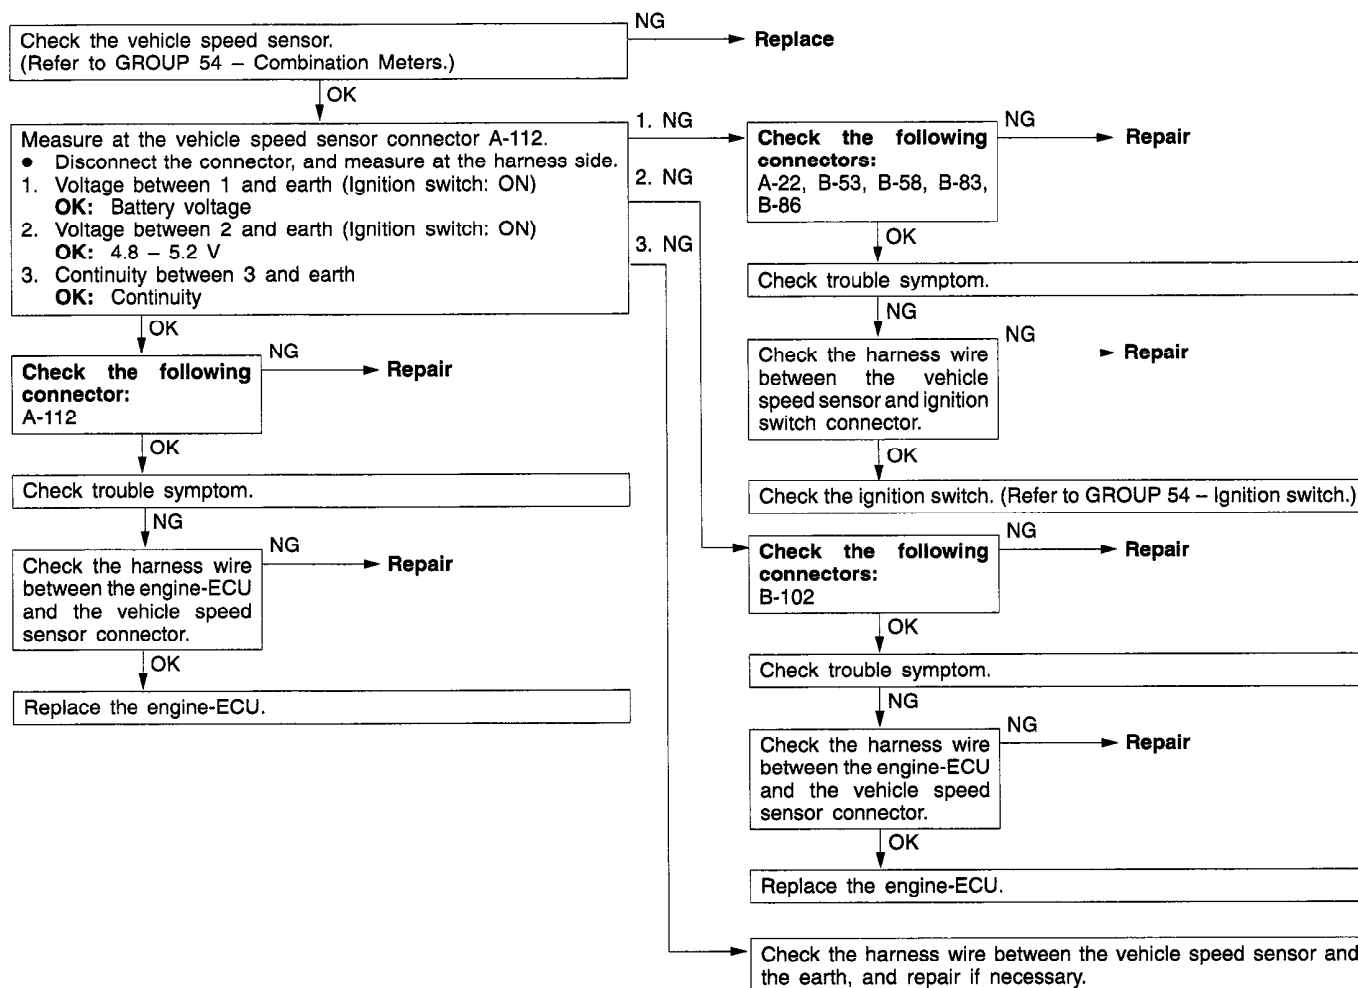 Check the vehicle speed sensor.
(Refer to GROUP 54 – Combination Meters.)
NG
Replace
OK
Measure at the vehicle speed sensor connector A-112.
● Disconnect the connector, and measure at the harness side.
1. Voltage between 1 and earth (Ignition switch: ON)
OK: Battery voltage
2. Voltage between 2 and earth (Ignition switch: ON)
OK: 4.8 – 5.2 V
3. Continuity between 3 and earth
OK: Continuity
1. NG
2. NG
3. NG
OK
Check the following
connector:
A-112
NG
Repair
OK
Check trouble symptom.
NG
Check the harness wire
between the engine-ECU
and the vehicle speed
sensor connector.
NG
Repair
OK
Replace the engine-ECU.
Check the following
connectors:
A-22, B-53, B-58, B-83,
B-86
NG
Repair
OK
Check trouble symptom.
NG
Check the harness wire
between the vehicle
speed sensor and ignition
switch connector.
NG
Repair
OK
Check the ignition switch. (Refer to GROUP 54 – Ignition switch.)
Check the following
connectors:
B-102
NG
Repair
OK
Check trouble symptom.
NG
Check the harness wire
between the engine-ECU
and the vehicle speed
sensor connector.
NG
Repair
OK
Replace the engine-ECU.
Check the harness wire between the vehicle speed sensor and
the earth, and repair if necessary.